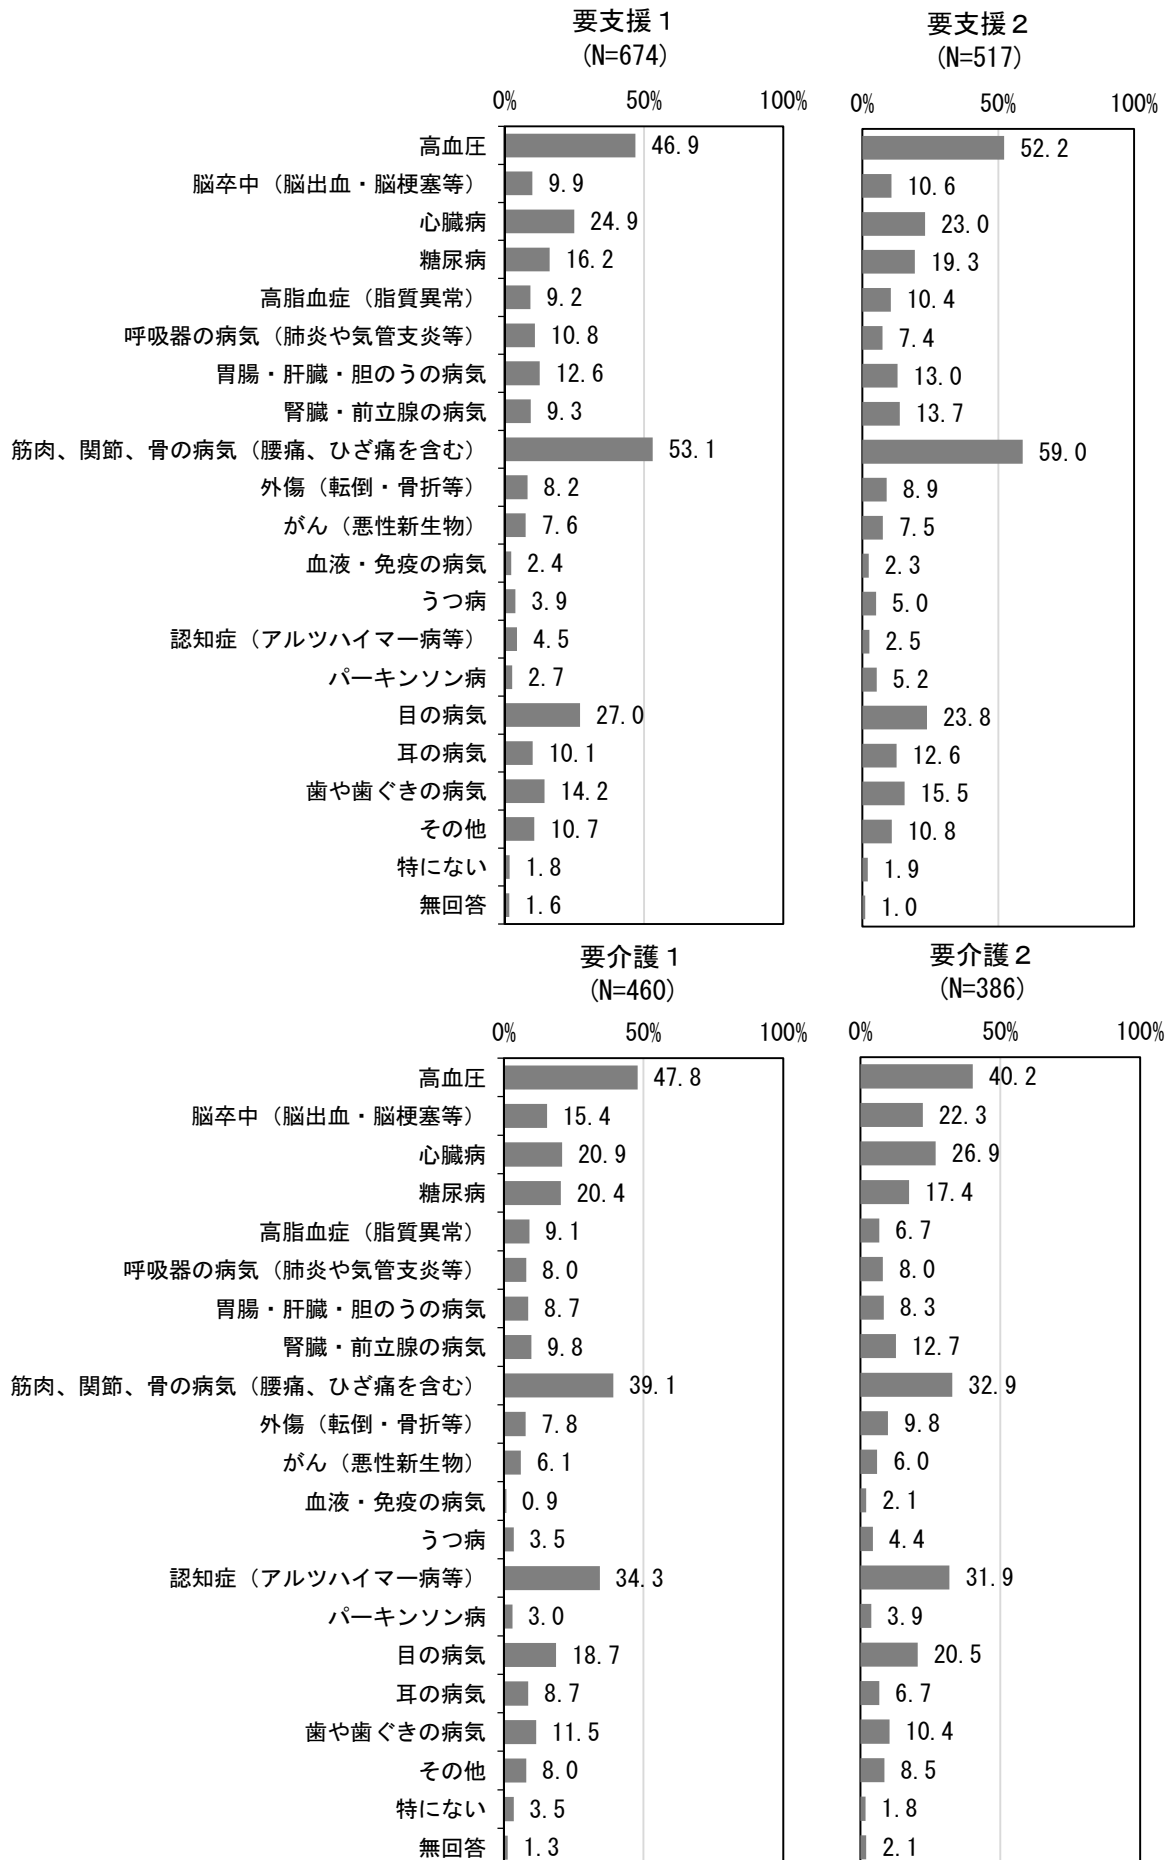 要支援１ 要支援２
(N=674) (N=517)
0% 50% 100% 0% 50% 100%
高血圧 46.9 52.2
脳卒中（脳出血・脳梗塞等） 9.9 10.6
心臓病 24.9 23.0
糖尿病 16.2 19.3
高脂血症（脂質異常） 9.2 10.4
呼吸器の病気（肺炎や気管支炎等） 10.8 7.4
胃腸・肝臓・胆のうの病気 12.6 13.0
腎臓・前立腺の病気 9.3 13.7
筋肉、関節、骨の病気（腰痛、ひざ痛を含む） 53.1 59.0
外傷（転倒・骨折等） 8.2 8.9
がん（悪性新生物） 7.6 7.5
血液・免疫の病気 2.4 2.3
うつ病 3.9 5.0
認知症（アルツハイマー病等） 4.5 2.5
パーキンソン病 2.7 5.2
目の病気 27.0 23.8
耳の病気 10.1 12.6
歯や歯ぐきの病気 14.2 15.5
その他 10.7 10.8
特にない 1.8 1.9
無回答 1.6 1.0
要介護１ 要介護２
(N=460) (N=386)
0% 50% 100% 0% 50% 100%
高血圧 47.8 40.2
脳卒中（脳出血・脳梗塞等） 15.4 22.3
心臓病 20.9 26.9
糖尿病 20.4 17.4
高脂血症（脂質異常） 9.1 6.7
呼吸器の病気（肺炎や気管支炎等） 8.0 8.0
胃腸・肝臓・胆のうの病気 8.7 8.3
腎臓・前立腺の病気 9.8 12.7
筋肉、関節、骨の病気（腰痛、ひざ痛を含む） 39.1 32.9
外傷（転倒・骨折等） 7.8 9.8
がん（悪性新生物） 6.1 6.0
血液・免疫の病気 0.9 2.1
うつ病 3.5 4.4
認知症（アルツハイマー病等） 34.3 31.9
パーキンソン病 3.0 3.9
目の病気 18.7 20.5
耳の病気 8.7 6.7
歯や歯ぐきの病気 11.5 10.4
その他 8.0 8.5
特にない 3.5 1.8
無回答 1.3 2.1